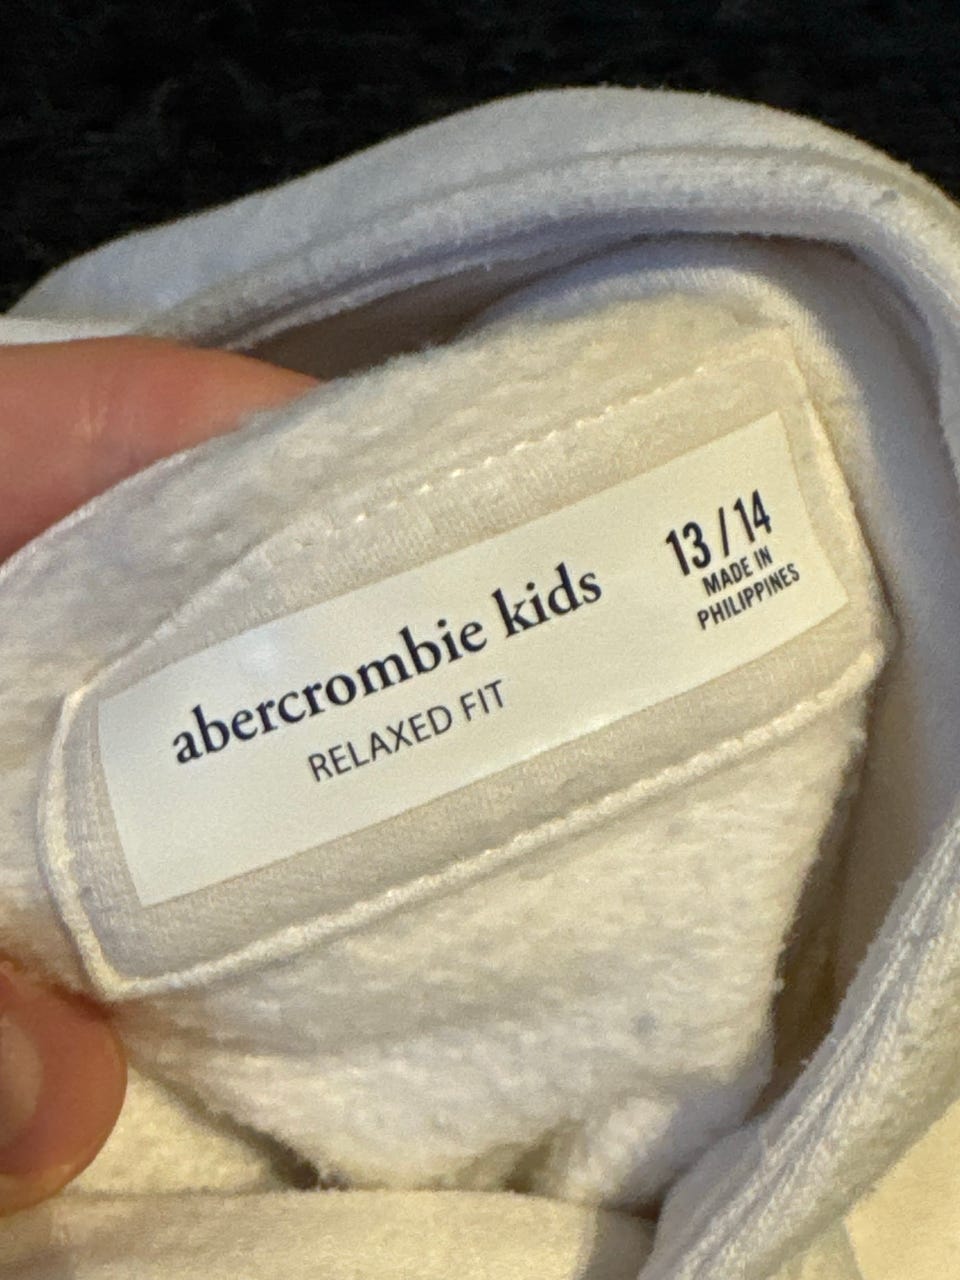 abercrombie kids
RELAXED FIT
13/14
MADE IN
PHILIPPINES